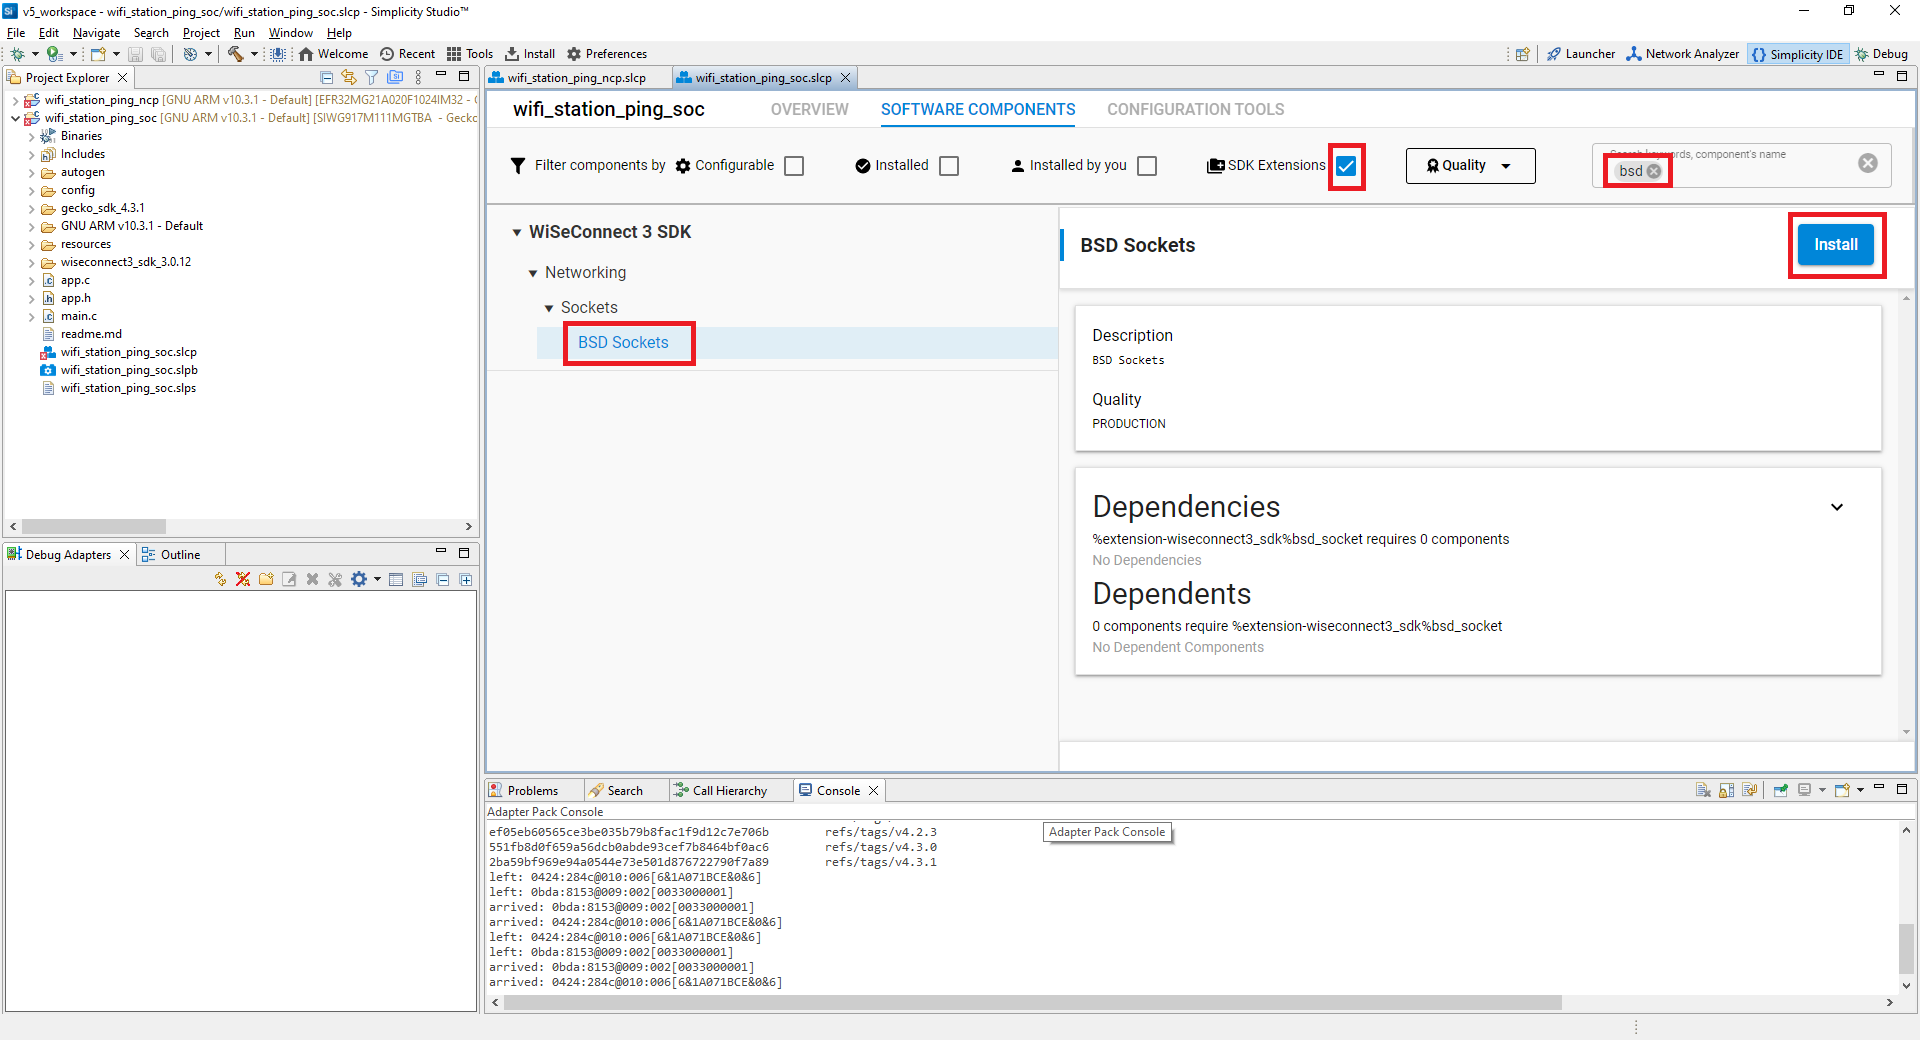 v5_workspace - wifi_station_ping_soc/wifi_station_ping_soc.slcp - Simplicity Studio™
File Edit Navigate Search Project Run Window Help
Welcome Recent Tools Install Preferences Launcher Network Analyzer Simplicity IDE Debug
Project Explorer
wifi_station_ping_ncp [GNU ARM v10.3.1 - Default] [EFR32MG21A020F1024IM32 - G
wifi_station_ping_soc [GNU ARM v10.3.1 - Default] [SIWG917M111MGTBA - Gecko
Binaries
Includes
autogen
config
gecko_sdk_4.3.1
GNU ARM v10.3.1 - Default
resources
wiseconnect3_sdk_3.0.12
app.c
app.h
main.c
readme.md
wifi_station_ping_soc.slcp
wifi_station_ping_soc.slpb
wifi_station_ping_soc.slps
Debug Adapters Outline
wifi_station_ping_ncp.slcp wifi_station_ping_soc.slcp
wifi_station_ping_soc OVERVIEW SOFTWARE COMPONENTS CONFIGURATION TOOLS
Filter components by Configurable Installed Installed by you SDK Extensions Quality
Search keywords, component's name
bsd
WiSeConnect 3 SDK
Networking
Sockets
BSD Sockets
BSD Sockets
Install
Description
BSD Sockets
Quality
PRODUCTION
Dependencies
%extension-wiseconnect3_sdk%bsd_socket requires 0 components
No Dependencies
Dependents
0 components require %extension-wiseconnect3_sdk%bsd_socket
No Dependent Components
Problems Search Call Hierarchy Console
Adapter Pack Console
ef05eb60565ce3be035b79b8fac1f9d12c7e706b refs/tags/v4.2.3
551fb8d0f659a56dcb0abde93cef7b8464bf0ac6 refs/tags/v4.3.0
2ba59bf969e94a0544e73e501d876722790f7a89 refs/tags/v4.3.1
left: 0424:284c@010:006[6&1A071BCE&0&6]
left: 0bda:8153@009:002[0033000001]
arrived: 0bda:8153@009:002[0033000001]
arrived: 0424:284c@010:006[6&1A071BCE&0&6]
left: 0424:284c@010:006[6&1A071BCE&0&6]
left: 0bda:8153@009:002[0033000001]
arrived: 0bda:8153@009:002[0033000001]
arrived: 0424:284c@010:006[6&1A071BCE&0&6]
Adapter Pack Console